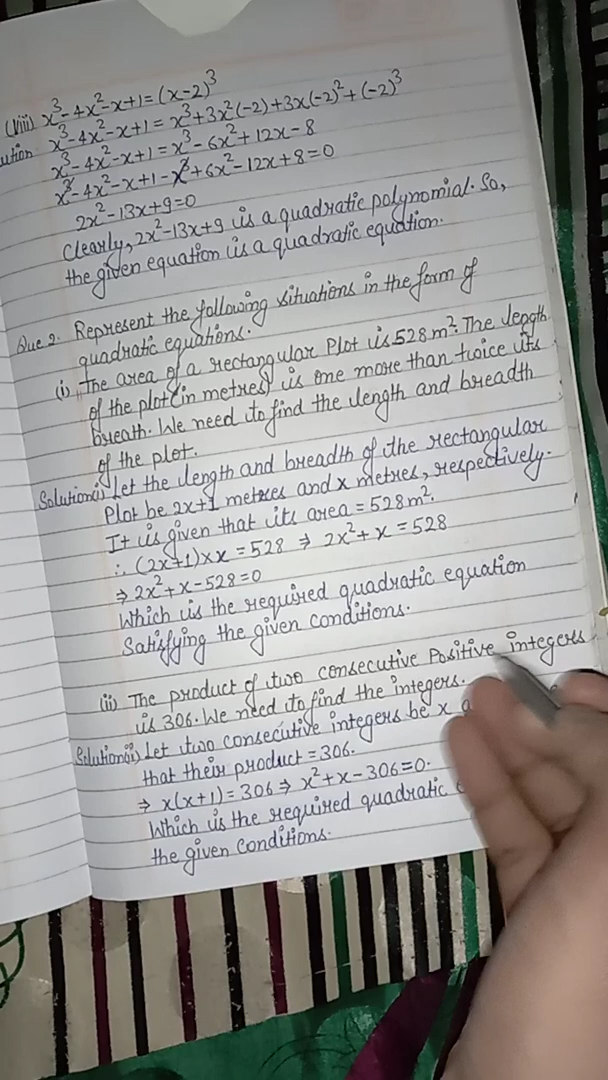 (viii) x³-4x²-x+1=(x-2)³
ution x³-4x²-x+1 = x³+3x²(-2)+3x(-2)²+(-2)³
x³-4x²-x+1 = x³-6x²+12x-8
x³-4x²-x+1-x³+6x²-12x+8=0
2x²-13x+9=0
Clearly, 2x²-13x+9 is a quadratic polynomial. So,
the given equation is a quadratic equation.
Que 2. Represent the following situations in the form of
quadratic equations.
(i) The area of a rectangular Plot is 528m². The length
of the plot (in metres) is one more than twice its
breath. We need to find the length and breadth
of the plot.
Solution(i) Let the length and breadth of the rectangular
Plot be 2x+1 metres and x metres, respectively.
It is given that its area = 528m².
∴ (2x+1)×x = 528 ⇒ 2x²+x = 528
⇒ 2x²+x-528=0
Which is the required quadratic equation
Satisfying the given conditions.
(ii) The product of two consecutive Positive integers
is 306. We need to find the integers.
Solution(ii) Let two consecutive integers be x
that their product = 306.
⇒ x(x+1) = 306 ⇒ x²+x-306=0.
Which is the required quadratic
the given conditions.